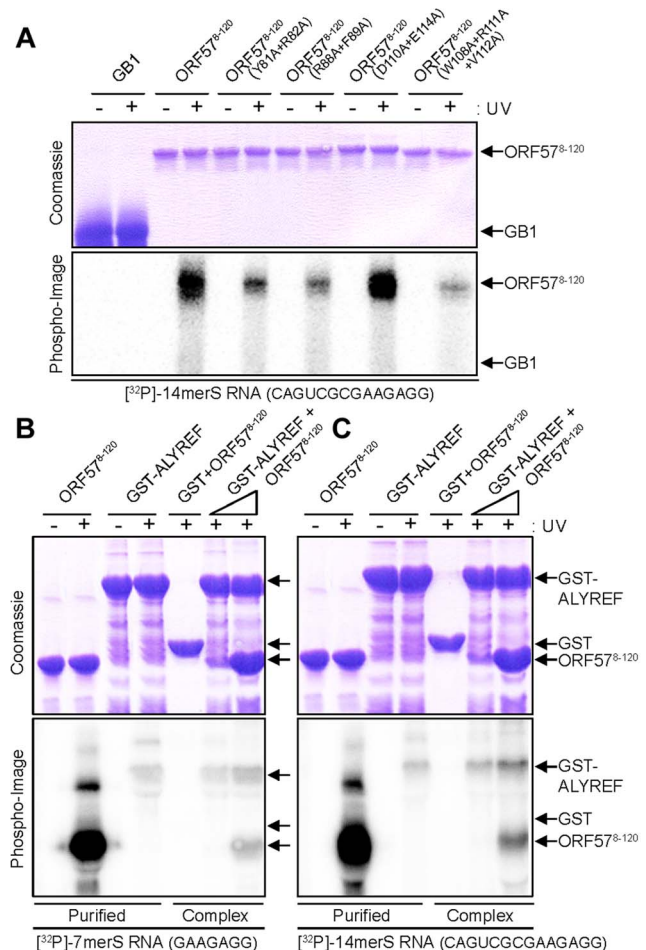 A
GB1
ORF57⁸⁻¹²⁰
ORF57⁸⁻¹²⁰ (Y81A+R82A)
ORF57⁸⁻¹²⁰ (R88A+F89A)
ORF57⁸⁻¹²⁰ (D110A+E114A)
ORF57⁸⁻¹²⁰ (W108A+R111A +V112A)
- + - + - + - + - + - + : UV
Coomassie
ORF57⁸⁻¹²⁰
GB1
Phospho-Image
ORF57⁸⁻¹²⁰
GB1
[³²P]-14merS RNA (CAGUCGCGAAGAGG)
B
ORF57⁸⁻¹²⁰
GST-ALYREF
GST+ORF57⁸⁻¹²⁰
GST-ALYREF + ORF57⁸⁻¹²⁰
- + - + + + +
Coomassie
Phospho-Image
Purified Complex
[³²P]-7merS RNA (GAAGAGG)
C
ORF57⁸⁻¹²⁰
GST-ALYREF
GST+ORF57⁸⁻¹²⁰
GST-ALYREF + ORF57⁸⁻¹²⁰
- + - + + + + : UV
GST-
ALYREF
GST
ORF57⁸⁻¹²⁰
GST-
ALYREF
GST
ORF57⁸⁻¹²⁰
Purified Complex
[³²P]-14merS RNA (CAGUCGCGAAGAGG)